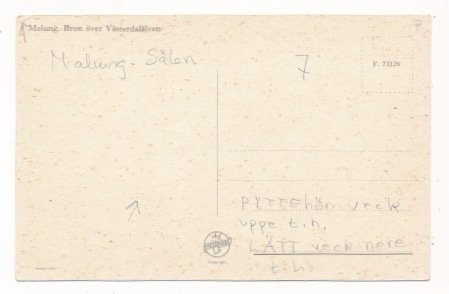 Malung. Bron över Västerdalälven
Malung - Sälen
7
F. 73126
PYTTEhörnveck
uppe t.h.
LÄTT veck nere
t.h